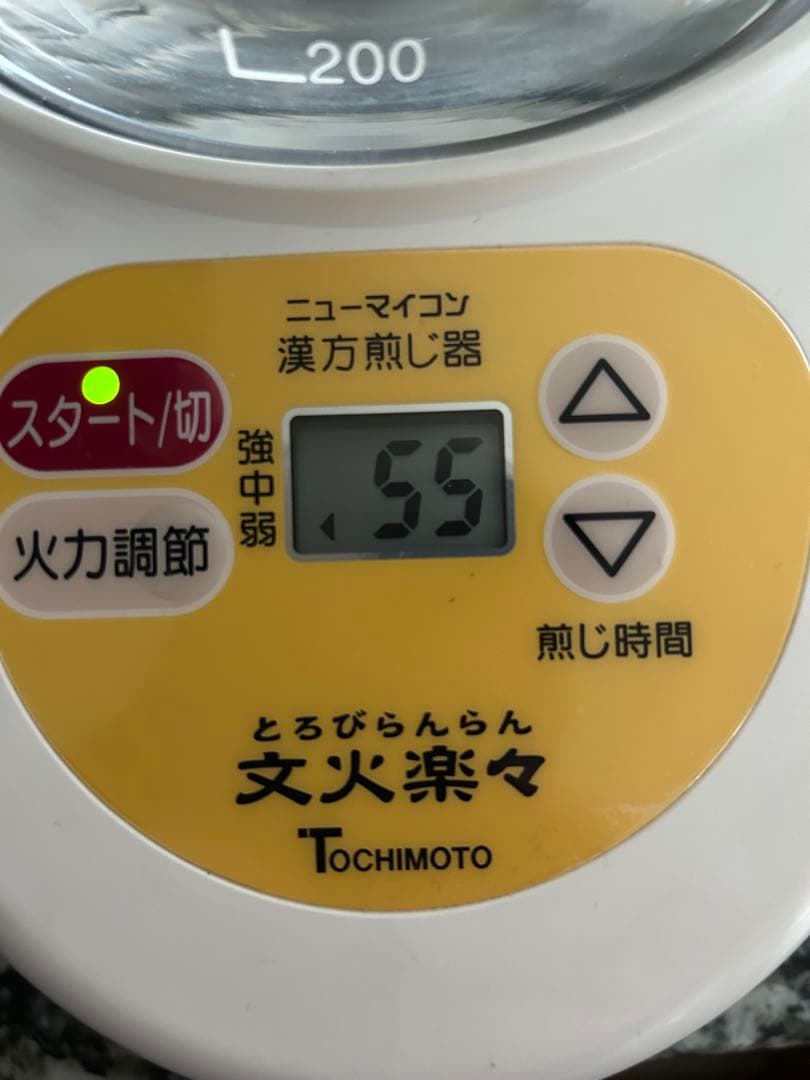 200
ニューマイコン
漢方煎じ器
スタート/切
強
中
弱
55
火力調節
煎じ時間
とろびらんらん
文火楽々
TOCHIMOTO